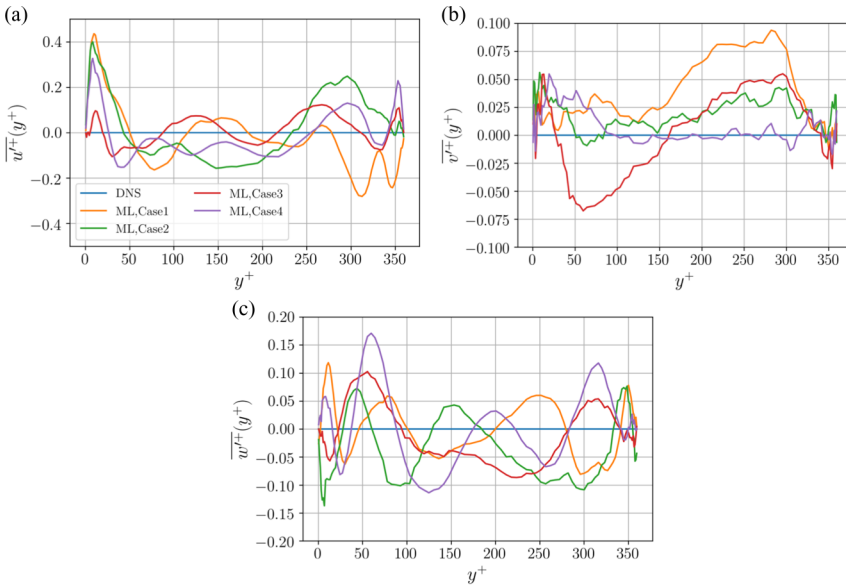 (a)
0.4
0.2
0.0
−0.2
−0.4
u′+(y+)
DNS
ML,Case1
ML,Case2
ML,Case3
ML,Case4
0 50 100 150 200 250 300 350
y+
(b)
0.100
0.075
0.050
0.025
0.000
−0.025
−0.050
−0.075
−0.100
v′+(y+)
0 50 100 150 200 250 300 350
y+
(c)
0.20
0.15
0.10
0.05
0.00
−0.05
−0.10
−0.15
−0.20
w′+(y+)
0 50 100 150 200 250 300 350
y+